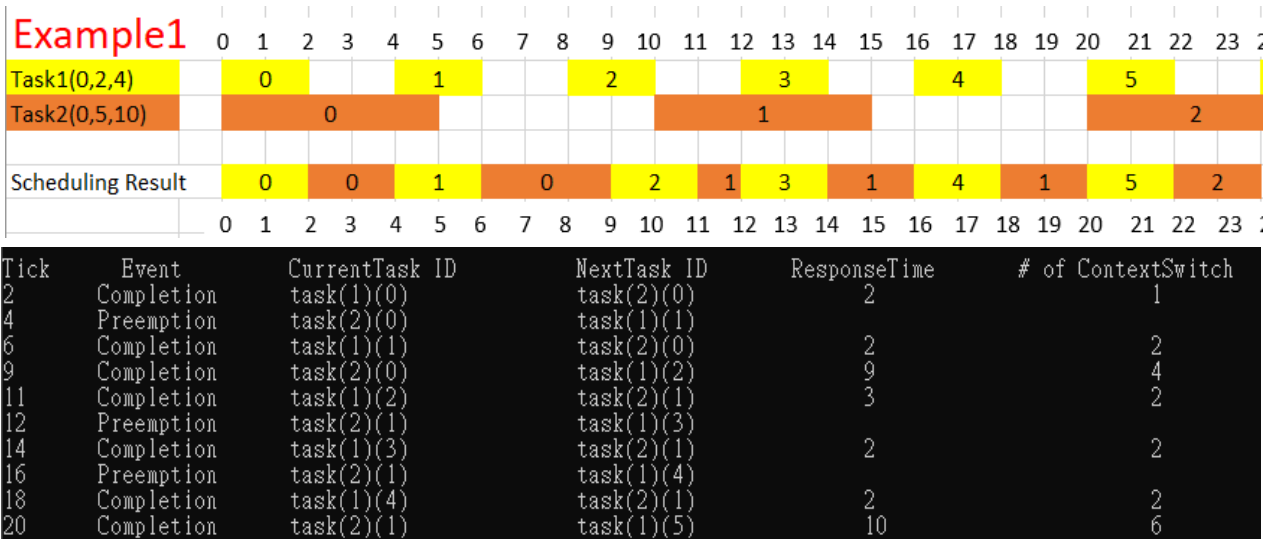 Example1 0 1 2 3 4 5 6 7 8 9 10 11 12 13 14 15 16 17 18 19 20 21 22 23
Task1(0,2,4) 0 1 2 3 4 5
Task2(0,5,10) 0 1 2
Scheduling Result 0 0 1 0 2 1 3 1 4 1 5 2
0 1 2 3 4 5 6 7 8 9 10 11 12 13 14 15 16 17 18 19 20 21 22 23
Tick Event CurrentTask ID NextTask ID ResponseTime # of ContextSwitch
2 Completion task(1)(0) task(2)(0) 2 1
4 Preemption task(2)(0) task(1)(1)
6 Completion task(1)(1) task(2)(0) 2 2
9 Completion task(2)(0) task(1)(2) 9 4
11 Completion task(1)(2) task(2)(1) 3 2
12 Preemption task(2)(1) task(1)(3)
14 Completion task(1)(3) task(2)(1) 2 2
16 Preemption task(2)(1) task(1)(4)
18 Completion task(1)(4) task(2)(1) 2 2
20 Completion task(2)(1) task(1)(5) 10 6